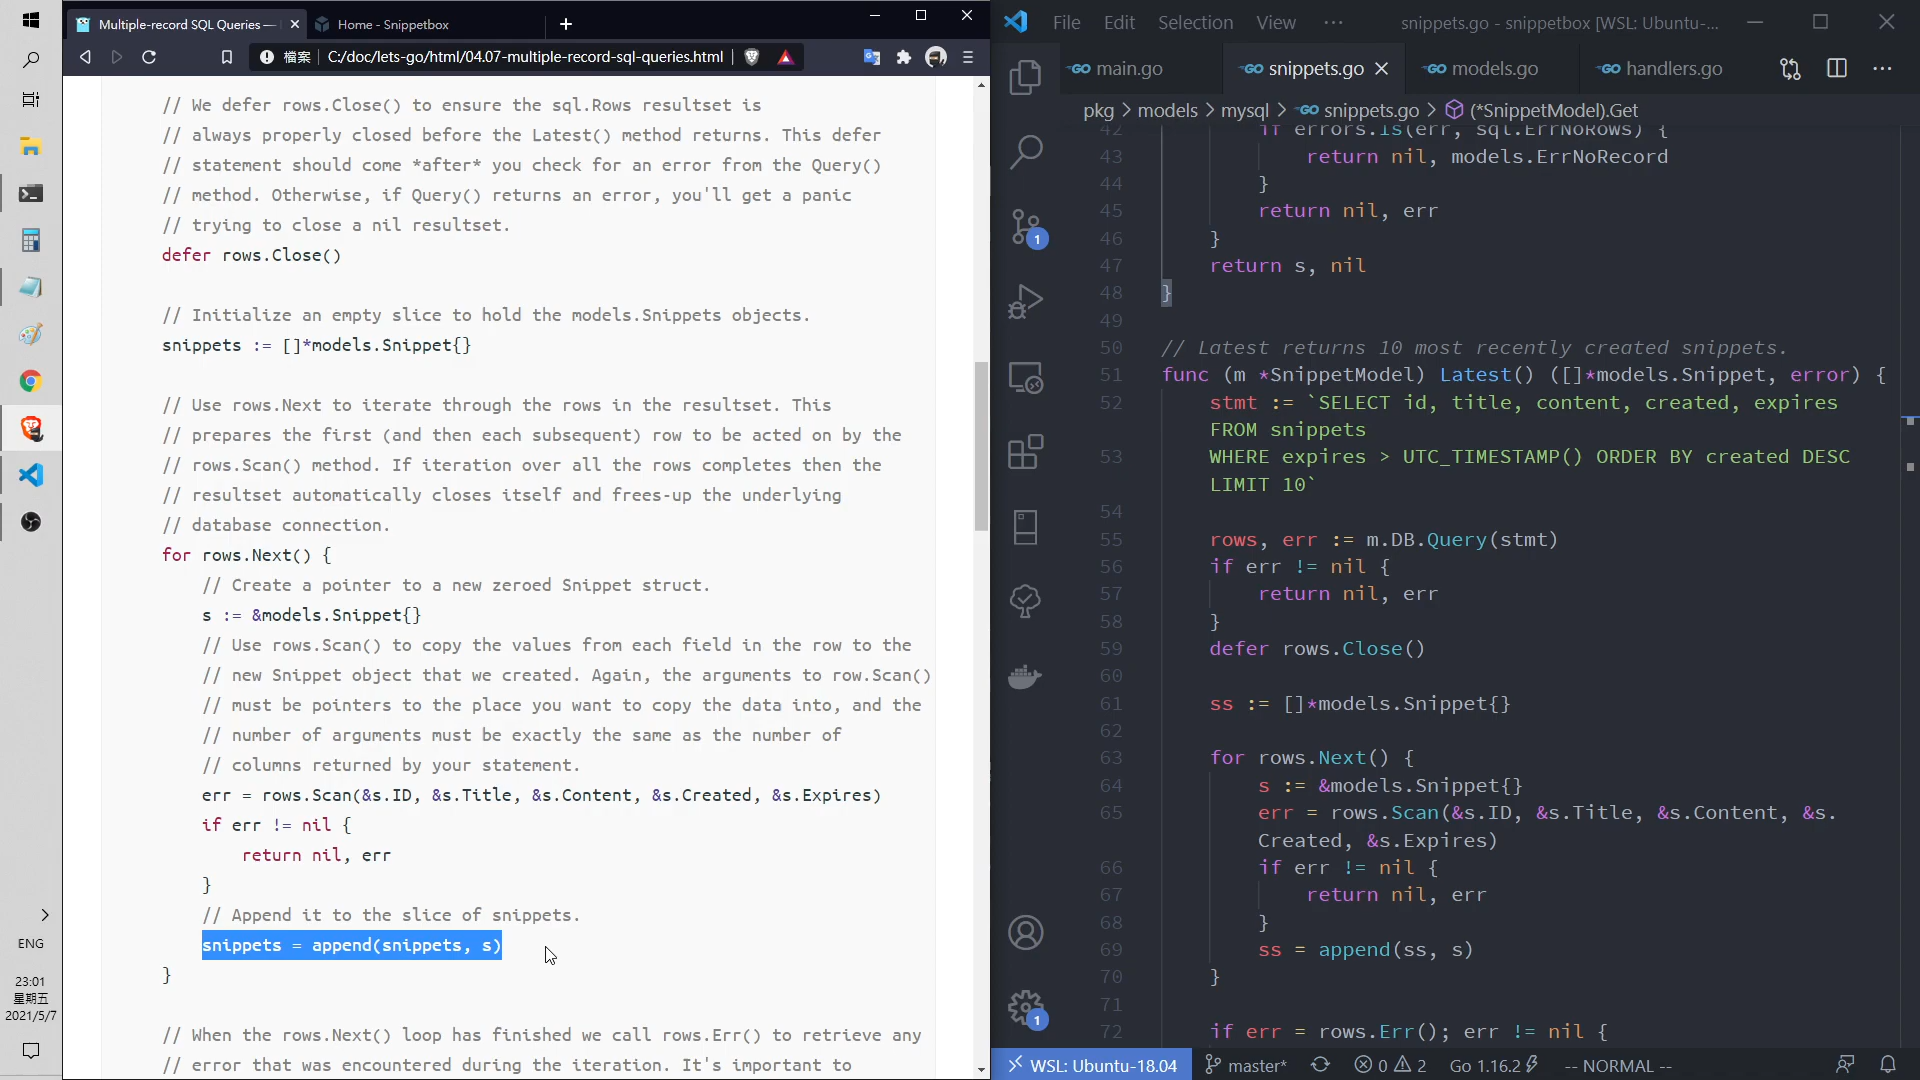 Multiple-record SQL Queries —
Home - Snippetbox
檔案
C:/doc/lets-go/html/04.07-multiple-record-sql-queries.html
// We defer rows.Close() to ensure the sql.Rows resultset is
// always properly closed before the Latest() method returns. This defer
// statement should come *after* you check for an error from the Query()
// method. Otherwise, if Query() returns an error, you'll get a panic
// trying to close a nil resultset.
defer rows.Close()
// Initialize an empty slice to hold the models.Snippets objects.
snippets := []*models.Snippet{}
// Use rows.Next to iterate through the rows in the resultset. This
// prepares the first (and then each subsequent) row to be acted on by the
// rows.Scan() method. If iteration over all the rows completes then the
// resultset automatically closes itself and frees-up the underlying
// database connection.
for rows.Next() {
// Create a pointer to a new zeroed Snippet struct.
s := &models.Snippet{}
// Use rows.Scan() to copy the values from each field in the row to the
// new Snippet object that we created. Again, the arguments to row.Scan()
// must be pointers to the place you want to copy the data into, and the
// number of arguments must be exactly the same as the number of
// columns returned by your statement.
err = rows.Scan(&s.ID, &s.Title, &s.Content, &s.Created, &s.Expires)
if err != nil {
return nil, err
}
// Append it to the slice of snippets.
snippets = append(snippets, s)
}
// When the rows.Next() loop has finished we call rows.Err() to retrieve any
// error that was encountered during the iteration. It's important to
ENG
23:01
星期五
2021/5/7
File Edit Selection View ···
snippets.go - snippetbox [WSL: Ubuntu-...
main.go
snippets.go
models.go
handlers.go
pkg > models > mysql > snippets.go > (*SnippetModel).Get
42 if errors.Is(err, sql.ErrNoRows) {
43 return nil, models.ErrNoRecord
44 }
45 return nil, err
46 }
47 return s, nil
48 }
49
50 // Latest returns 10 most recently created snippets.
51 func (m *SnippetModel) Latest() ([]*models.Snippet, error) {
52 stmt := `SELECT id, title, content, created, expires
FROM snippets
53 WHERE expires > UTC_TIMESTAMP() ORDER BY created DESC
LIMIT 10`
54
55 rows, err := m.DB.Query(stmt)
56 if err != nil {
57 return nil, err
58 }
59 defer rows.Close()
60
61 ss := []*models.Snippet{}
62
63 for rows.Next() {
64 s := &models.Snippet{}
65 err = rows.Scan(&s.ID, &s.Title, &s.Content, &s.
Created, &s.Expires)
66 if err != nil {
67 return nil, err
68 }
69 ss = append(ss, s)
70 }
71
72 if err = rows.Err(); err != nil {
1
1
WSL: Ubuntu-18.04
master*
0
2
Go 1.16.2
-- NORMAL --